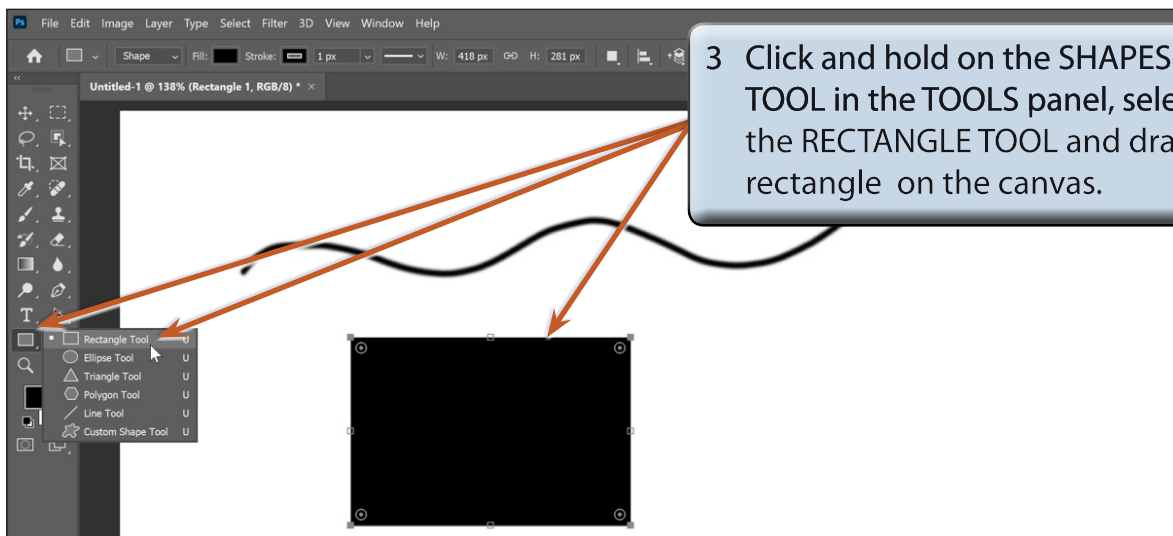 Ps File Edit Image Layer Type Select Filter 3D View Window Help
Shape Fill: Stroke: 1 px W: 418 px H: 281 px
Untitled-1 @ 138% (Rectangle 1, RGB/8) * ×
3 Click and hold on the SHAPES
TOOL in the TOOLS panel,
the RECTANGLE TOOL and
rectangle on the canvas.
T
Rectangle Tool U
Ellipse Tool U
Triangle Tool U
Polygon Tool U
Line Tool U
Custom Shape Tool U